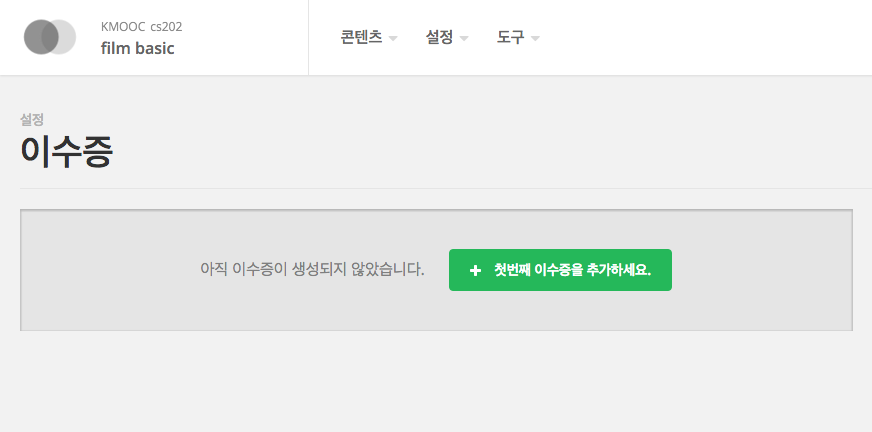 KMOOC cs202
film basic
콘텐츠 설정 도구
설정
이수증
아직 이수증이 생성되지 않았습니다.
+ 첫번째 이수증을 추가하세요.